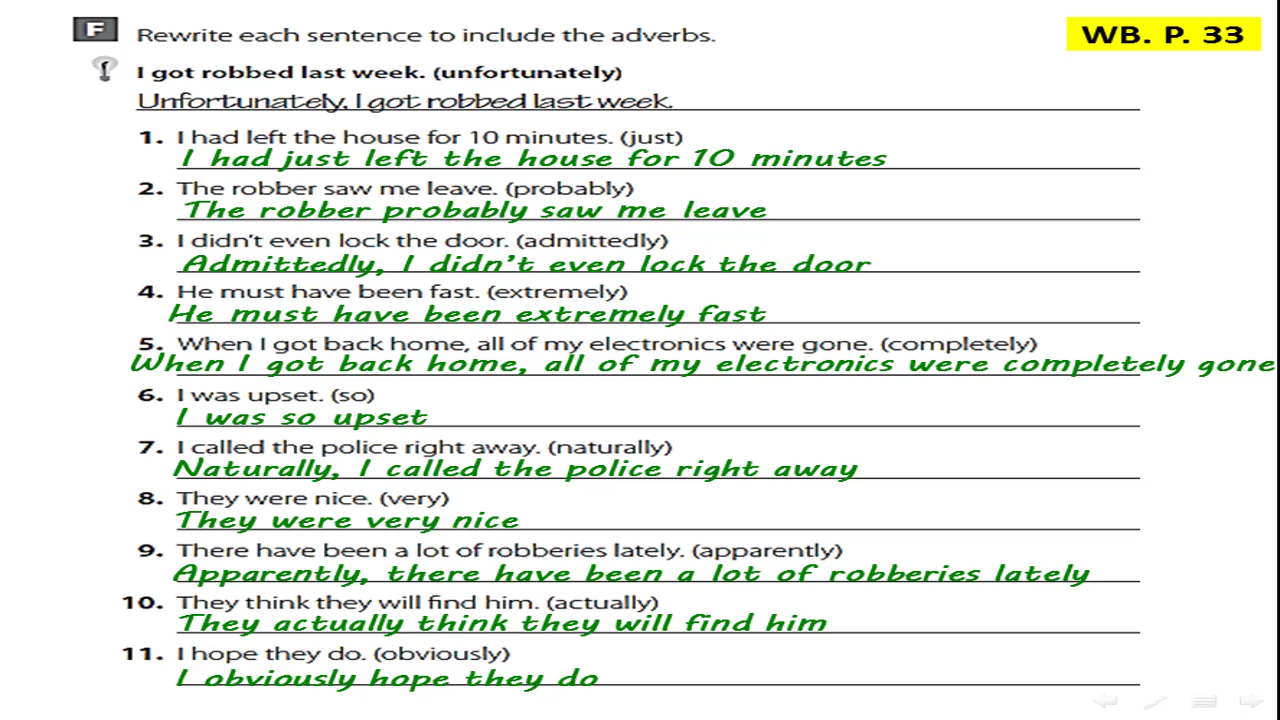 F Rewrite each sentence to include the adverbs. WB. P. 33
I got robbed last week. (unfortunately)
Unfortunately, I got robbed last week.
1. I had left the house for 10 minutes. (just)
I had just left the house for 10 minutes
2. The robber saw me leave. (probably)
The robber probably saw me leave
3. I didn't even lock the door. (admittedly)
Admittedly, I didn't even lock the door
4. He must have been fast. (extremely)
He must have been extremely fast
5. When I got back home, all of my electronics were gone. (completely)
When I got back home, all of my electronics were completely gone
6. I was upset. (so)
I was so upset
7. I called the police right away. (naturally)
Naturally, I called the police right away
8. They were nice. (very)
They were very nice
9. There have been a lot of robberies lately. (apparently)
Apparently, there have been a lot of robberies lately
10. They think they will find him. (actually)
They actually think they will find him
11. I hope they do. (obviously)
I obviously hope they do